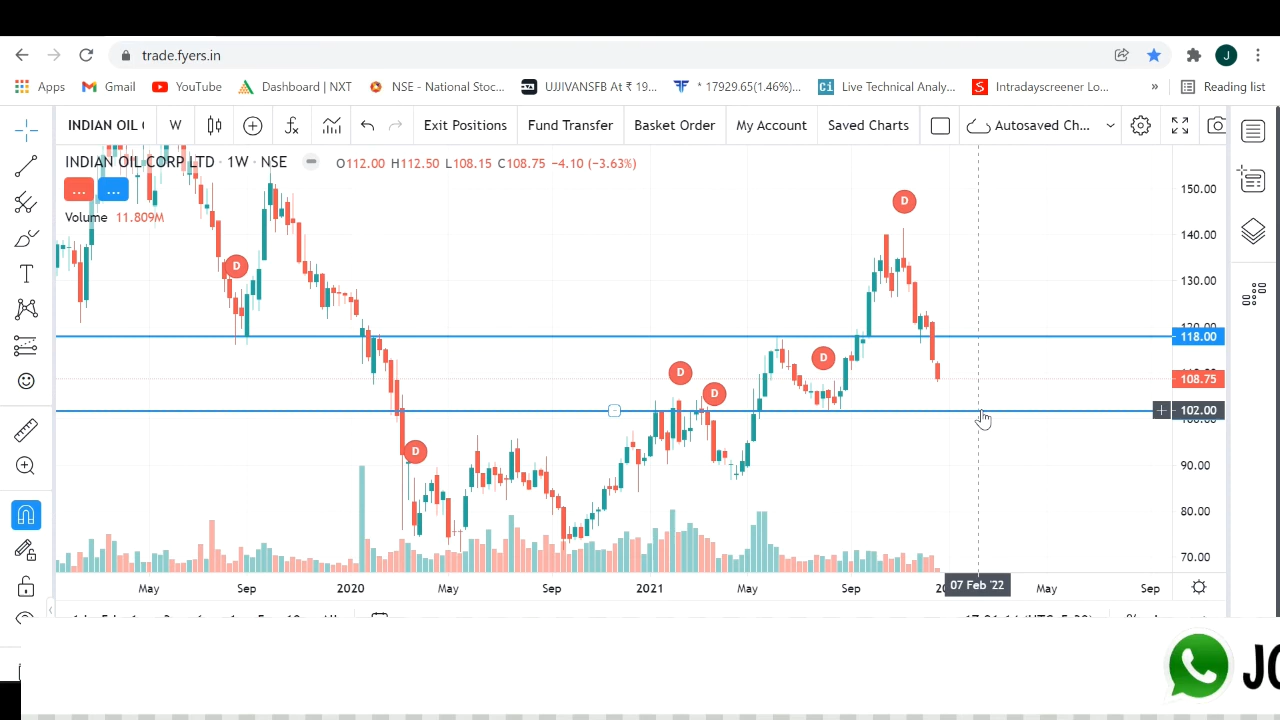 trade.fyers.in
J
Apps Gmail YouTube Dashboard | NXT NSE - National Stoc... UJJIVANSFB At ₹ 19... * 17329.65(1.46%)... Ci Live Technical Analy... S Intradayscreener Lo... » Reading list
INDIAN OIL W Exit Positions Fund Transfer Basket Order My Account Saved Charts Autosaved Ch...
INDIAN OIL CORP LTD · 1W · NSE O112.00 H112.50 L108.15 C108.75 -4.10 (-3.63%)
... ...
Volume 11.809M
150.00
D
140.00
D
130.00
118.00
D
D
108.75
D
102.00
D
90.00
80.00
70.00
May Sep 2020 May Sep 2021 May Sep 07 Feb '22 May Sep